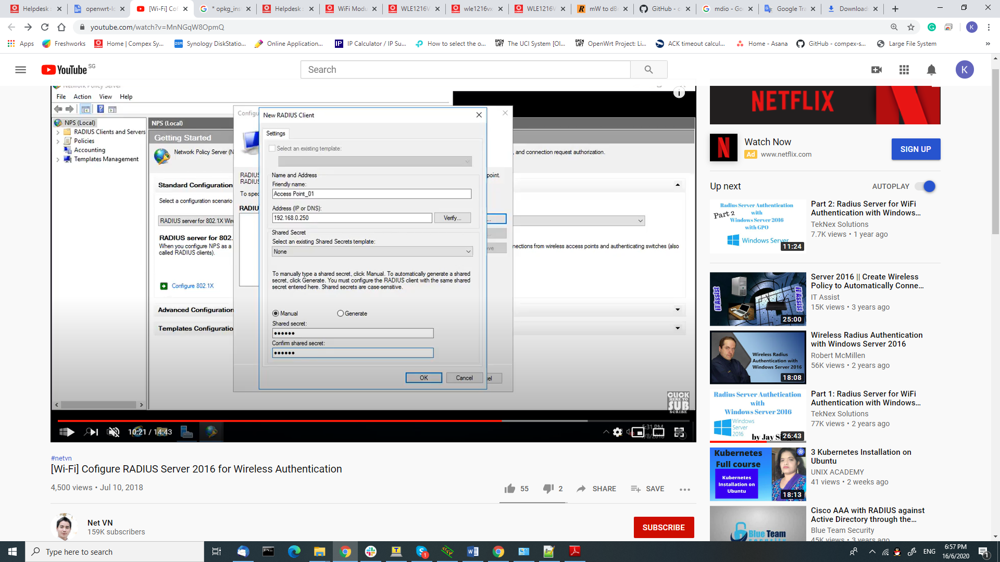 Helpdesk
openwrt-lo
[Wi-Fi] Cof
* opkg_ins
Helpdesk
WiFi Modu
WLE1216V
wle1216vx
WLE1216V
mW to dB
GitHub - c
mdio - Go
Google Tra
Download
youtube.com/watch?v=MnNGqW8OpmQ
K
Apps
Freshworks
Home | Compex Sy...
Synology DiskStatio...
Online Application...
IP Calculator / IP Su...
How to select the o...
The UCI System [Ol...
OpenWrt Project: Li...
ACK timeout calcul...
Home - Asana
GitHub - compex-s...
Large File System
»
YouTube SG
Search
K
Network Policy Server
File Action View Help
NPS (Local)
RADIUS Clients and Servers
Policies
Accounting
Templates Management
NPS (Local)
Getting Started
Network Policy Server (N
, and connection request authorization.
Standard Configuration
Select a configuration scenario
RADIUS server for 802.1X Wire
RADIUS server for 802.
When you configure NPS as a
called RADIUS clients).
nections from wireless access points and authenticating switches (also
Configure 802.1X
Advanced Configuration
Templates Configuratio
Configu
RADIUS
RADIUS
point.
To spec
RADIU
New RADIUS Client
Settings
Select an existing template:
Name and Address
Friendly name:
Access Point_01
Address (IP or DNS):
192.168.0.250
Verify...
Shared Secret
Select an existing Shared Secrets template:
None
To manually type a shared secret, click Manual. To automatically generate a shared
secret, click Generate. You must configure the RADIUS client with the same shared
secret entered here. Shared secrets are case-sensitive.
Manual
Generate
Shared secret:
••••••
Confirm shared secret:
••••••
OK
Cancel
CLICK
HERE TO
SUB
SCRIBE
10:21 / 14:43
5:31 PM
#netvn
[Wi-Fi] Cofigure RADIUS Server 2016 for Wireless Authentication
4,500 views • Jul 10, 2018
55
2
SHARE
SAVE
Net VN
159K subscribers
SUBSCRIBE
NETFLIX
N
Watch Now
Ad www.netflix.com
SIGN UP
Up next
AUTOPLAY
Radius Server Authentication
with
Part 2
Windows Server 2016
with GPO
Windows Server
11:24
Part 2: Radius Server for WiFi
Authentication with Windows...
TekNex Solutions
7.7K views • 1 year ago
IT Assist
IT Assist
25:00
Server 2016 || Create Wireless
Policy to Automatically Conne...
IT Assist
15K views • 3 years ago
Wireless Radius
Authentication with
Windows Server 2016
18:08
Wireless Radius Authentication
with Windows Server 2016
Robert McMillen
56K views • 2 years ago
Radius Server Authetication
with
Windows Server 2016
Windows
Server
2016
26:43
Part 1: Radius Server for WiFi
Authentication with Windows...
TekNex Solutions
77K views • 2 years ago
Kubernetes
Full course
Kubernetes
Installation on
Ubuntu
18:13
3 Kubernetes Installation on
Ubuntu
UNIX ACADEMY
41 views • 2 weeks ago
Blue Team
Cisco AAA with RADIUS against
Active Directory through the...
Blue Team Security
45K views • 3 years ago
Type here to search
ENG
6:57 PM
16/6/2020